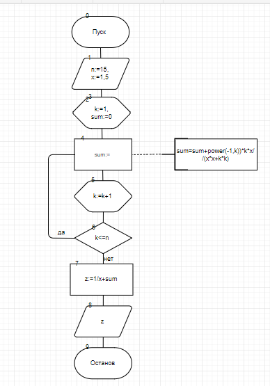 0
Пуск
1
n:=15,
x:=1,5
2
3
k:=1,
sum:=0
4
sum:=
sum=sum+power(-1,k))*k*x/
/(x*x+k*k)
5
k:=k+1
6
k<=n
да
нет
7
z:=1/x+sum
8
z
9
Останов